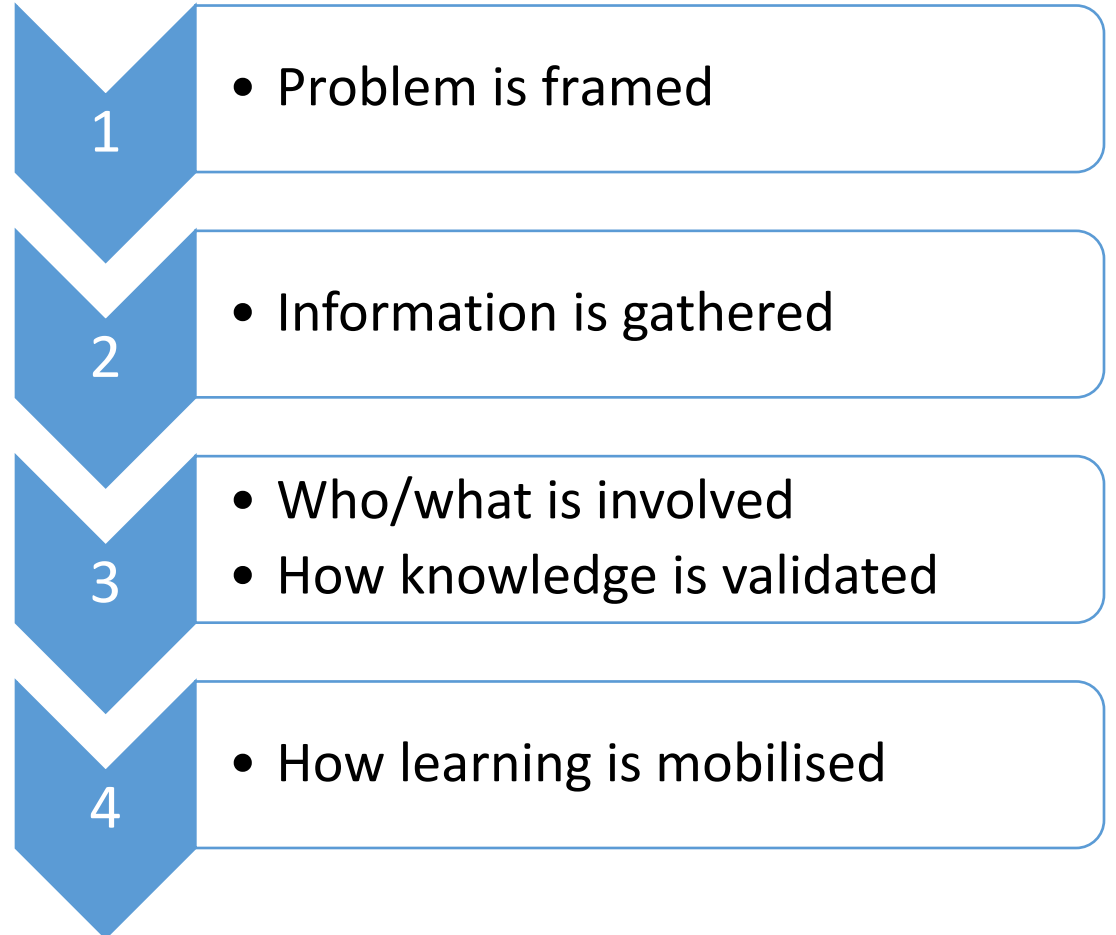 1
• Problem is framed
2
• Information is gathered
3
• Who/what is involved
• How knowledge is validated
4
• How learning is mobilised